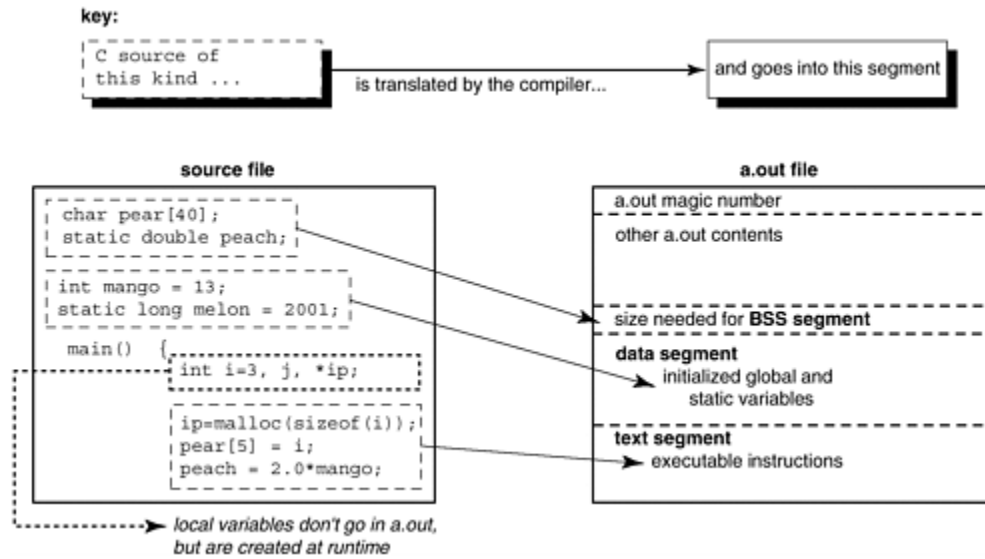 key:
C source of
this kind ...
is translated by the compiler...
and goes into this segment
source file
char pear[40];
static double peach;
int mango = 13;
static long melon = 2001;
main() {
int i=3, j, *ip;
ip=malloc(sizeof(i));
pear[5] = i;
peach = 2.0*mango;
local variables don't go in a.out,
but are created at runtime
a.out file
a.out magic number
other a.out contents
size needed for BSS segment
data segment
initialized global and
static variables
text segment
executable instructions